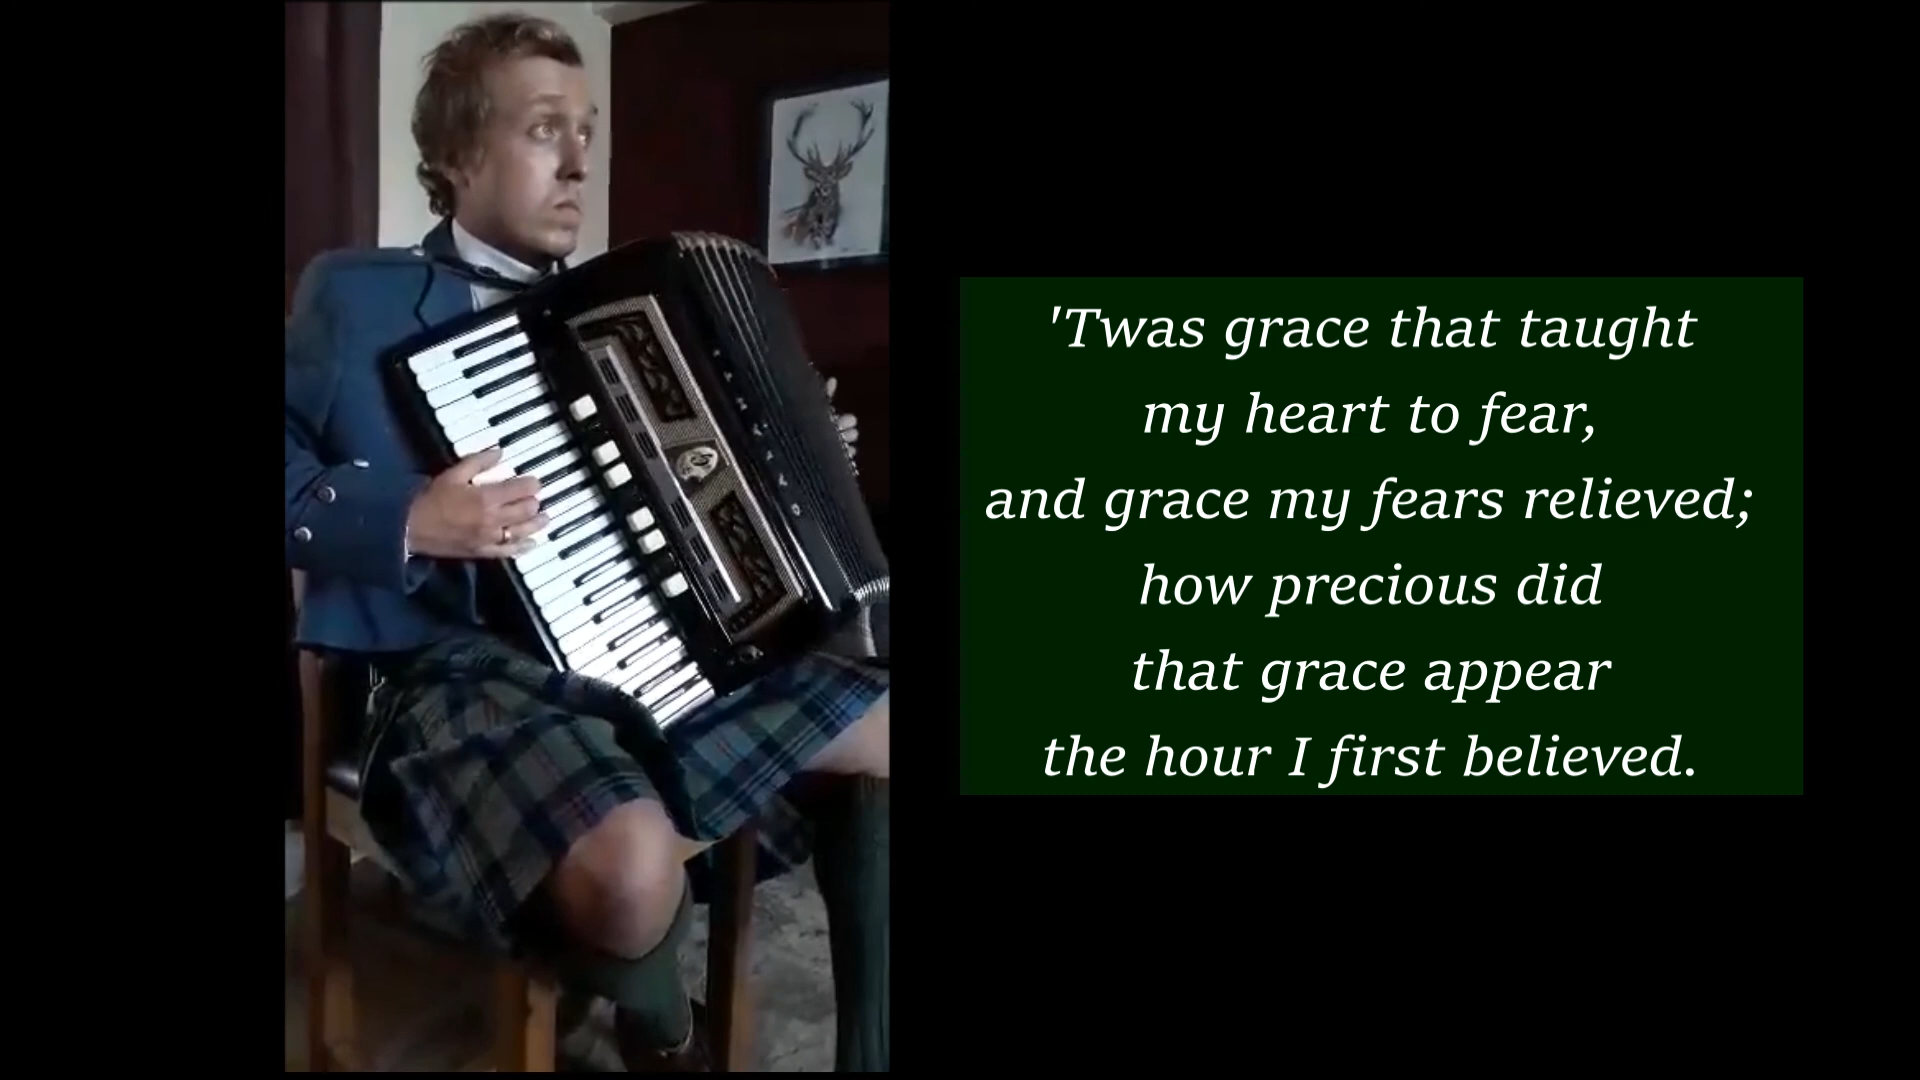 'Twas grace that taught
my heart to fear,
and grace my fears relieved;
how precious did
that grace appear
the hour I first believed.